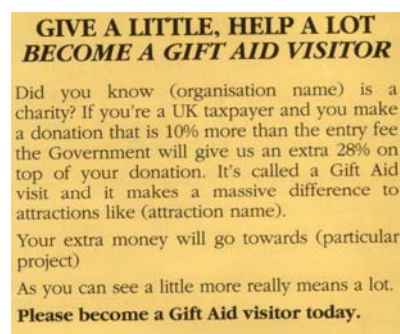 GIVE A LITTLE, HELP A LOT
BECOME A GIFT AID VISITOR
Did you know (organisation name) is a
charity? If you're a UK taxpayer and you make
a donation that is 10% more than the entry fee
the Government will give us an extra 28% on
top of your donation. It's called a Gift Aid
visit and it makes a massive difference to
attractions like (attraction name).
Your extra money will go towards (particular
project)
As you can see a little more really means a lot.
Please become a Gift Aid visitor today.